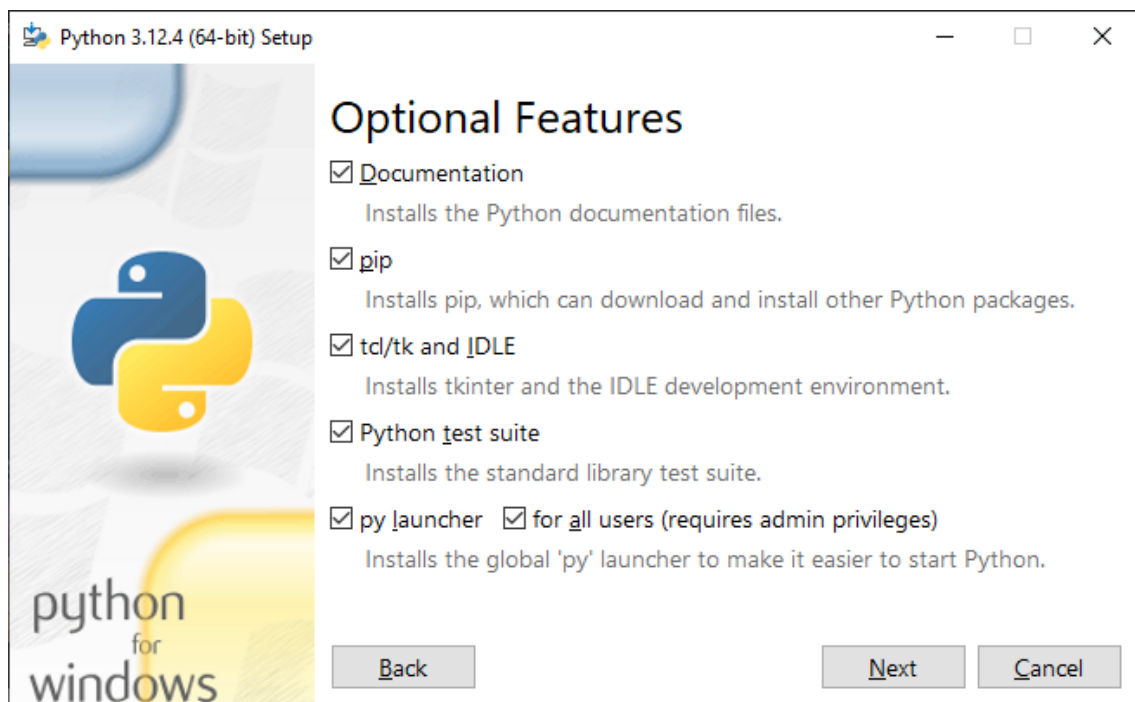 Python 3.12.4 (64-bit) Setup
Optional Features
Documentation
Installs the Python documentation files.
pip
Installs pip, which can download and install other Python packages.
tcl/tk and IDLE
Installs tkinter and the IDLE development environment.
Python test suite
Installs the standard library test suite.
py launcher for all users (requires admin privileges)
Installs the global 'py' launcher to make it easier to start Python.
python
for
windows
Back Next Cancel